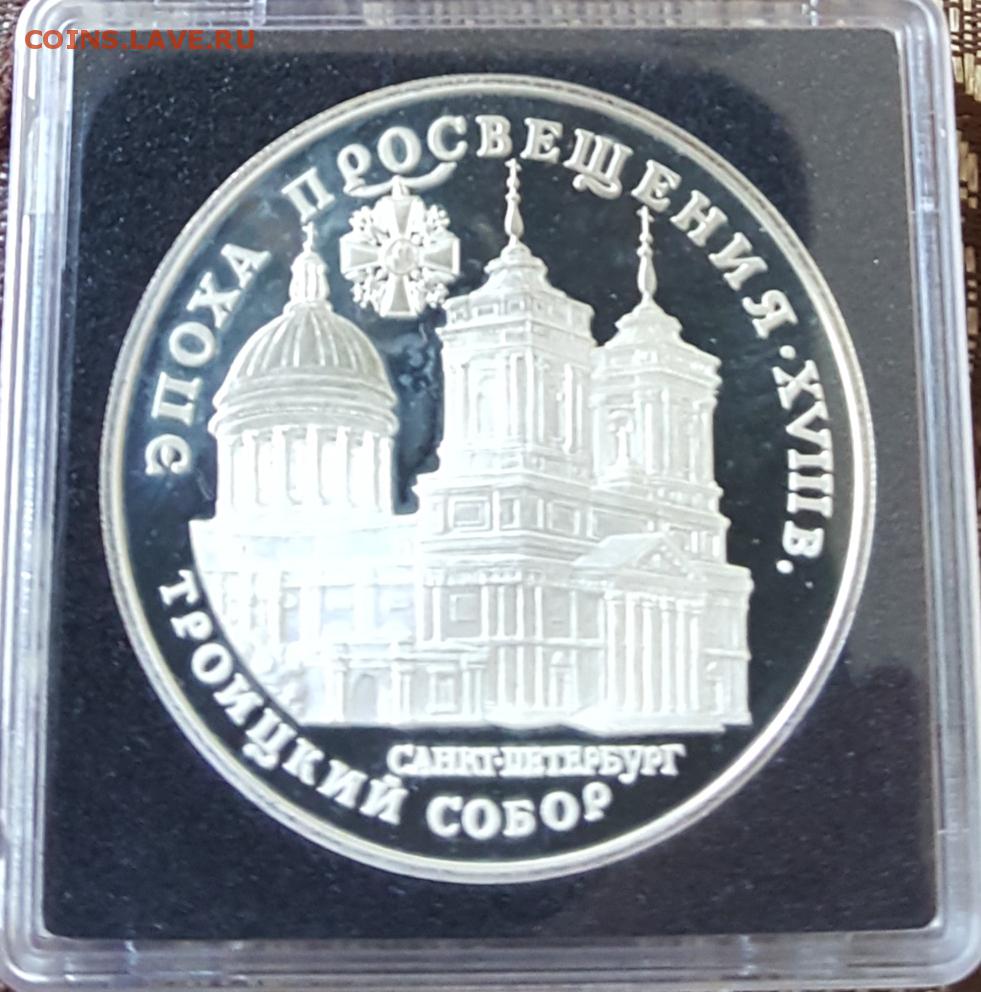 COINS.LAVE.RU
ЭПОХА ПРОСВЕЩЕНИЯ·XVIII В.
САНКТ-ПЕТЕРБУРГ
ТРОИЦКИЙ СОБОР